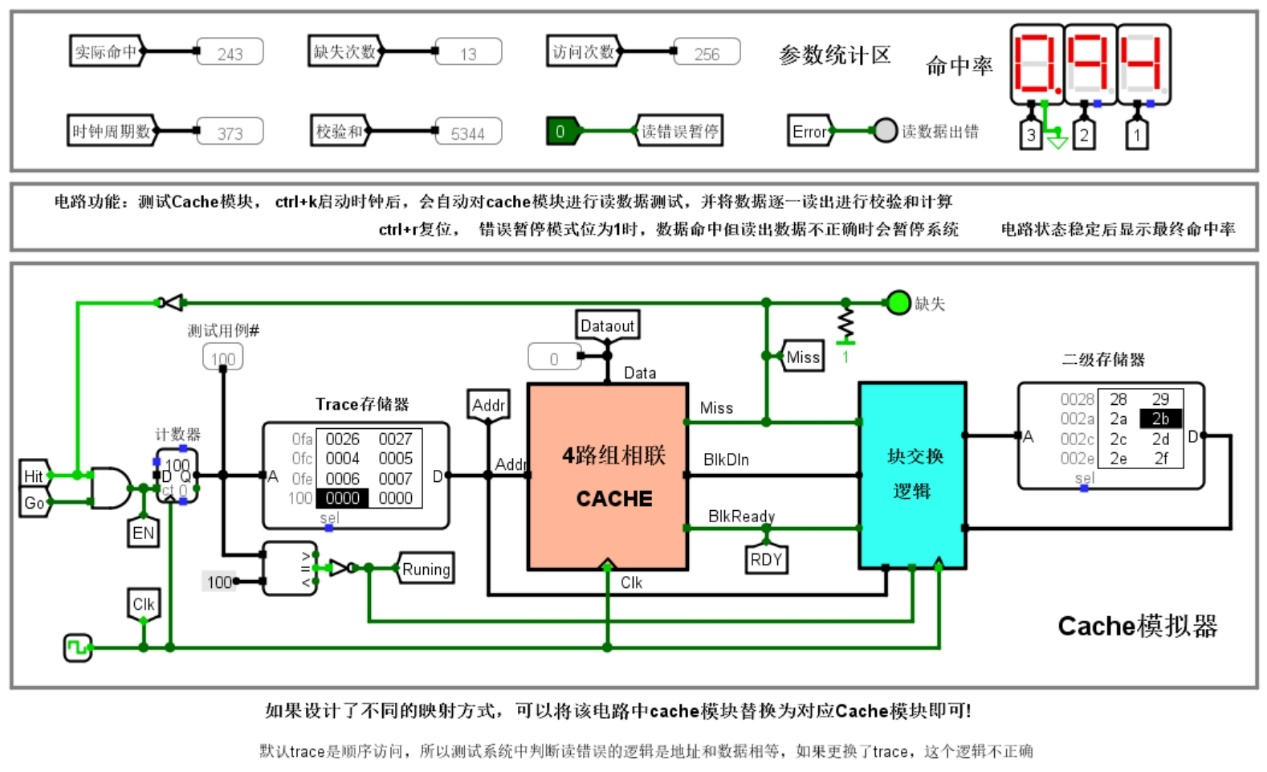 实际命中 243 缺失次数 13 访问次数 256 参数统计区 命中率 0.94
时钟周期数 373 校验和 5344 0 读错误暂停 Error 读数据出错 3 2 1
电路功能：测试Cache模块， ctrl+k启动时钟后，会自动对cache模块进行读数据测试，并将数据逐一读出进行校验和计算
ctrl+r复位， 错误暂停模式位为1时，数据命中但读出数据不正确时会暂停系统 电路状态稳定后显示最终命中率
缺失
测试用例#
100
Dataout
0
Data
Miss
1
二级存储器
0028 28 29
002a 2a 2b
002c 2c 2d
002e 2e 2f
A D
sel
Trace存储器
0fa 0026 0027
0fc 0004 0005
0fe 0006 0007
100 0000 0000
A D
sel
Addr
Addr
Miss
4路组相联
CACHE
BlkDIn
BlkReady
块交换
逻辑
计数器
100
D Q
ct 0
Hit
Go
EN
RDY
>
=
<
100
Runing
Clk
Clk
Cache模拟器
如果设计了不同的映射方式，可以将该电路中cache模块替换为对应Cache模块即可!
默认trace是顺序访问，所以测试系统中判断读错误的逻辑是地址和数据相等，如果更换了trace，这个逻辑不正确